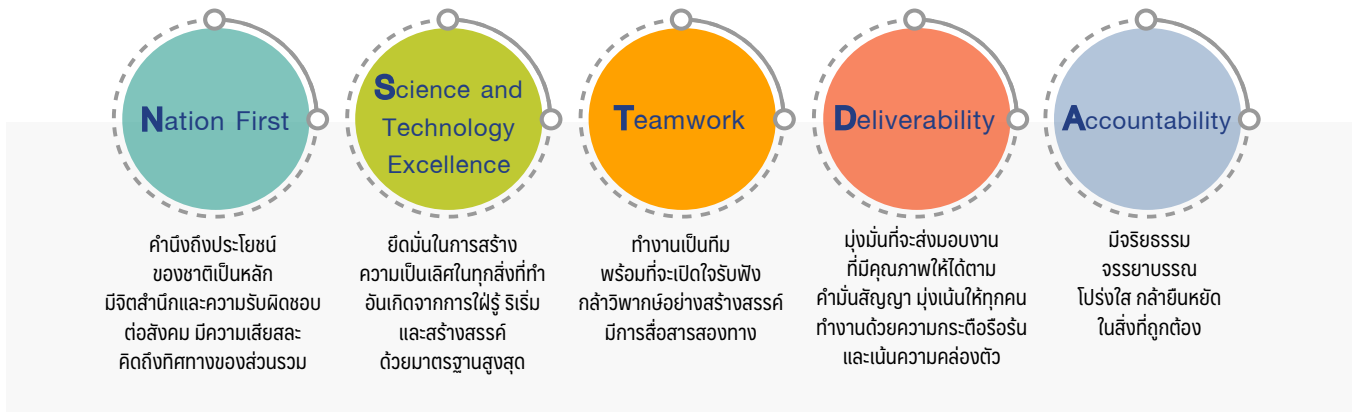 Nation First
Science and
Technology
Excellence
Teamwork
Deliverability
Accountability
คำนึงถึงประโยชน์
ของชาติเป็นหลัก
มีจิตสำนึกและความรับผิดชอบ
ต่อสังคม มีความเสียสละ
คิดถึงทิศทางของส่วนรวม
ยึดมั่นในการสร้าง
ความเป็นเลิศในทุกสิ่งที่ทำ
อันเกิดจากการใฝ่รู้ ริเริ่ม
และสร้างสรรค์
ด้วยมาตรฐานสูงสุด
ทำงานเป็นทีม
พร้อมที่จะเปิดใจรับฟัง
กล้าวิพากษ์อย่างสร้างสรรค์
มีการสื่อสารสองทาง
มุ่งมั่นที่จะส่งมอบงาน
ที่มีคุณภาพให้ได้ตาม
คำมั่นสัญญา มุ่งเน้นให้ทุกคน
ทำงานด้วยความกระตือรือร้น
และเน้นความคล่องตัว
มีจริยธรรม
จรรยาบรรณ
โปร่งใส กล้ายืนหยัด
ในสิ่งที่ถูกต้อง